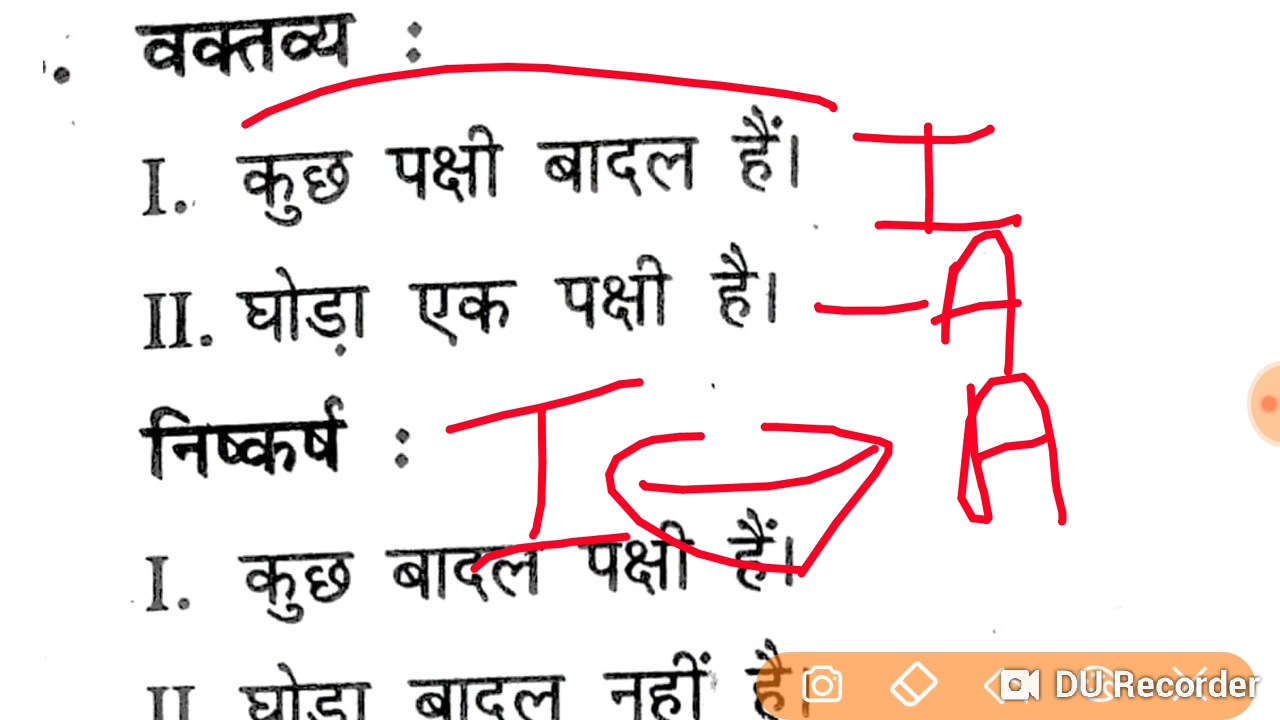 वक्तव्य :
I. कुछ पक्षी बादल हैं। I
II. घोड़ा एक पक्षी है। – A
निष्कर्ष : I A
I. कुछ बादल पक्षी हैं।
II घोड़ा बादल नहीं है।
DU Recorder